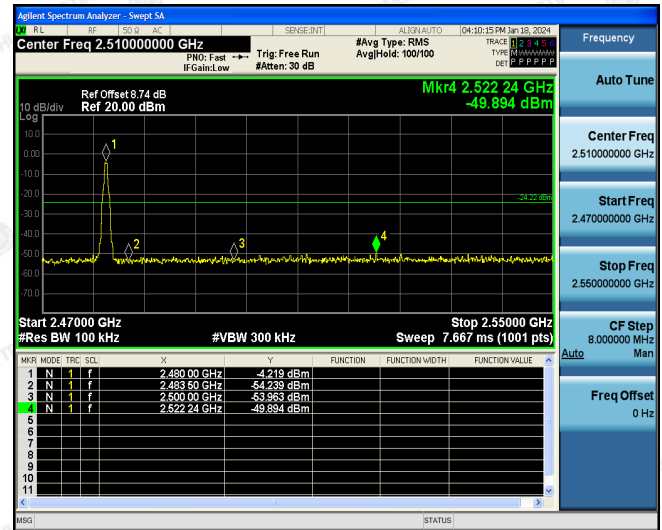 Agilent Spectrum Analyzer - Swept SA
LXI RL RF 50 Ω AC SENSE:INT ALIGN AUTO 04:10:15 PM Jan 18, 2024
Center Freq 2.510000000 GHz
PNO: Fast
IFGain:Low
Trig: Free Run
#Atten: 30 dB
#Avg Type: RMS
Avg|Hold: 100/100
TRACE 1 2 3 4 5 6
TYPE M
DET P P P P P P
Mkr4 2.522 24 GHz
-49.894 dBm
Ref Offset 8.74 dB
10 dB/div Ref 20.00 dBm
Log
10.0
0.00
-10.0
-20.0
-30.0
-40.0
-50.0
-60.0
-70.0
1
2
3
4
-24.22 dBm
Start 2.47000 GHz Stop 2.55000 GHz
#Res BW 100 kHz #VBW 300 kHz Sweep 7.667 ms (1001 pts)
MKR MODE TRC SCL X Y FUNCTION FUNCTION WIDTH FUNCTION VALUE
1 N 1 f 2.480 00 GHz -4.219 dBm
2 N 1 f 2.483 50 GHz -54.239 dBm
3 N 1 f 2.500 00 GHz -53.963 dBm
4 N 1 f 2.522 24 GHz -49.894 dBm
5
6
7
8
9
10
11
MSG STATUS
Frequency
Auto Tune
Center Freq
2.510000000 GHz
Start Freq
2.470000000 GHz
Stop Freq
2.550000000 GHz
CF Step
8.000000 MHz
Auto Man
Freq Offset
0 Hz